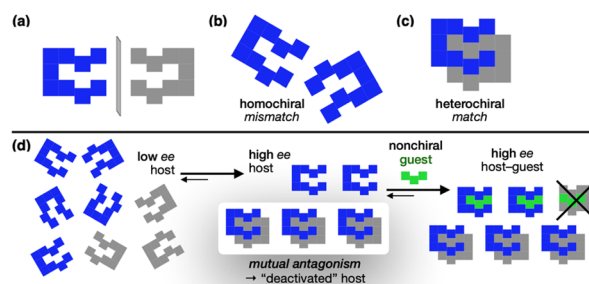 (a)
(b)
homochiral
mismatch
(c)
heterochiral
match
(d)
low ee
host
high ee
host
mutual antagonism
→ "deactivated" host
nonchiral
guest
high ee
host–guest